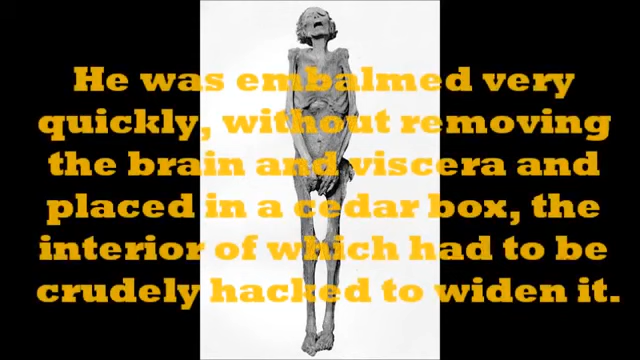 He was embalmed very
quickly, without removing
the brain and viscera and
placed in a cedar box, the
interior of which had to be
crudely hacked to widen it.